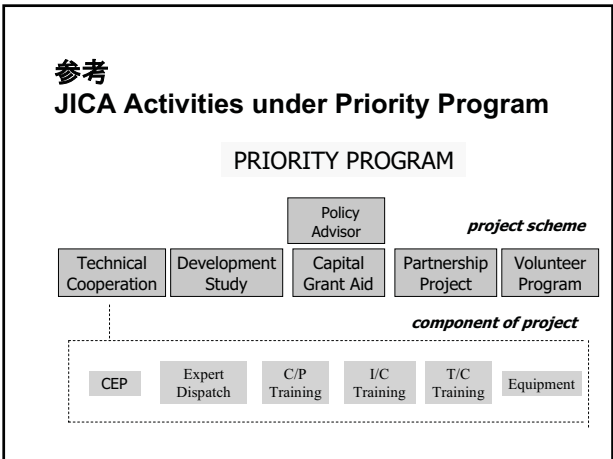 参考
JICA Activities under Priority Program
PRIORITY PROGRAM
Policy
Advisor
project scheme
Technical
Cooperation
Development
Study
Capital
Grant Aid
Partnership
Project
Volunteer
Program
component of project
CEP
Expert
Dispatch
C/P
Training
I/C
Training
T/C
Training
Equipment